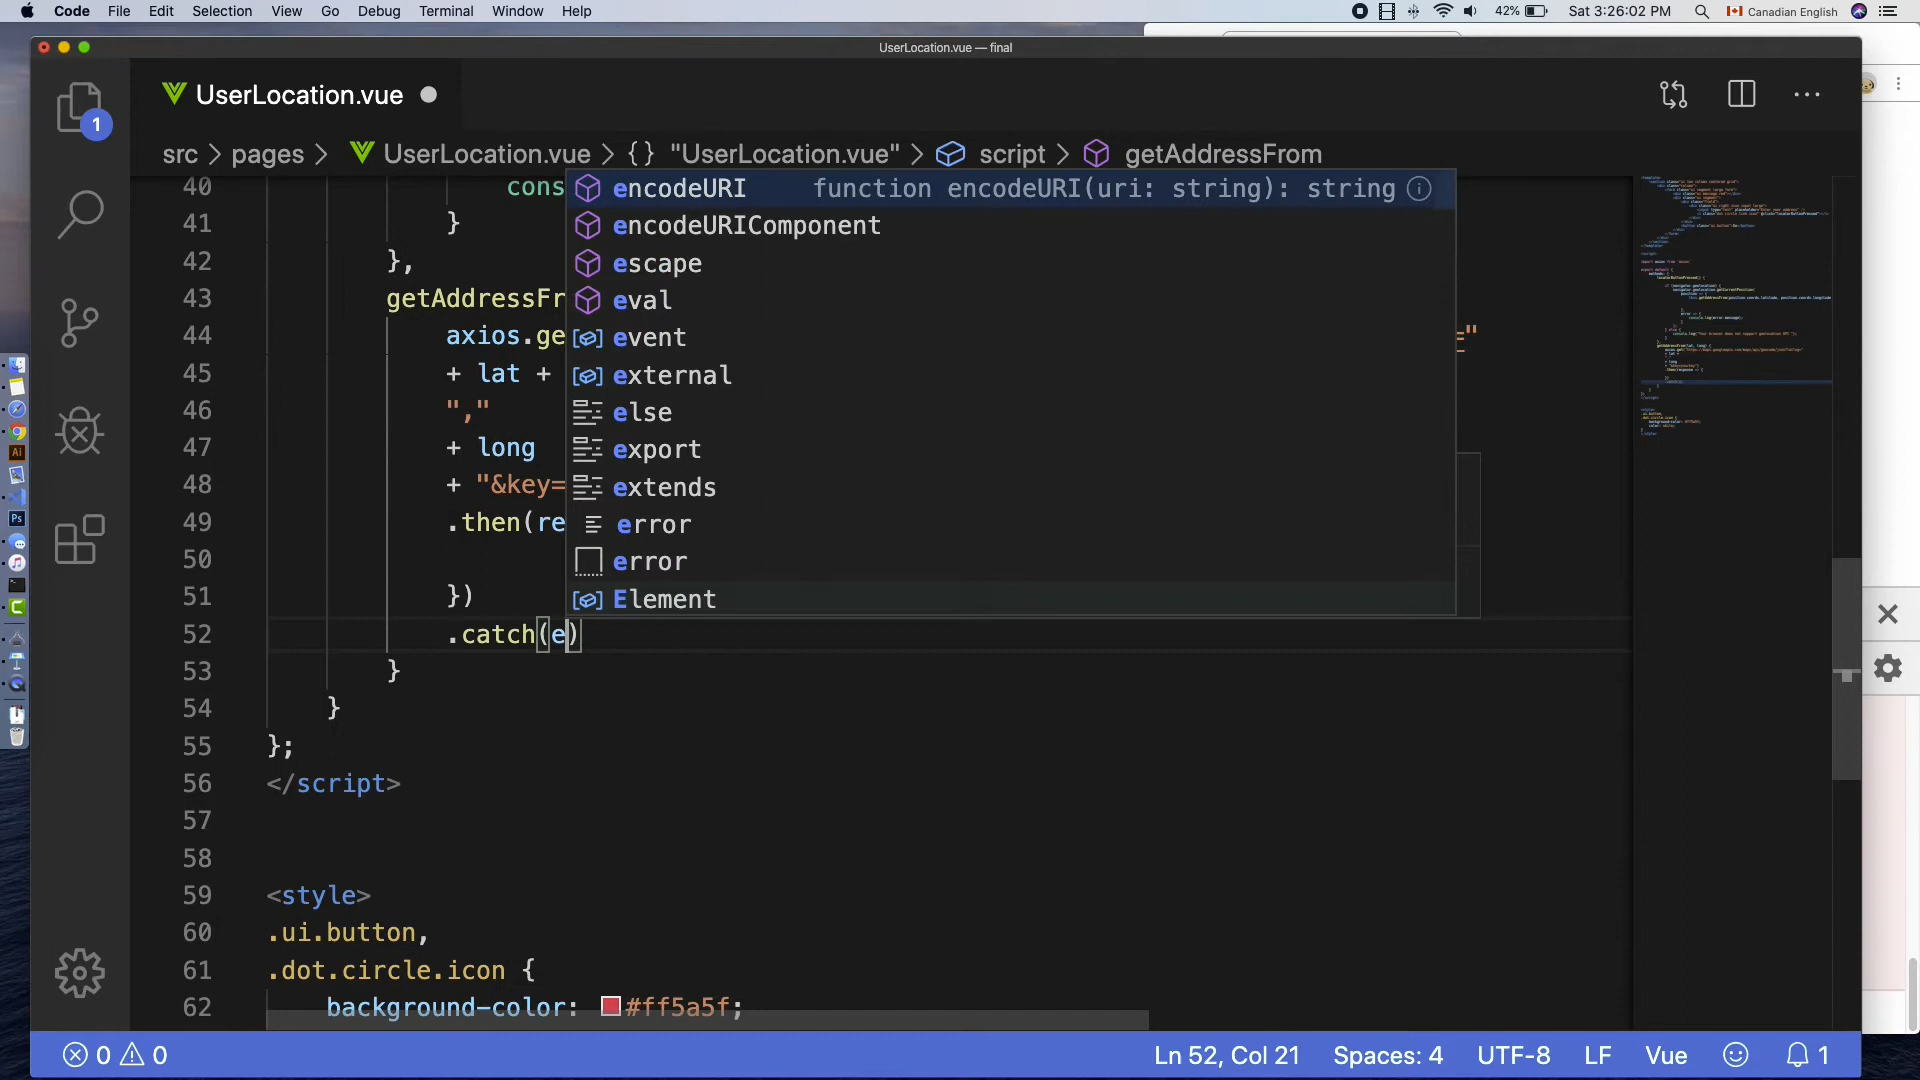 Code File Edit Selection View Go Debug Terminal Window Help 42% Sat 3:26:02 PM Canadian English
UserLocation.vue — final
UserLocation.vue
1
src > pages > UserLocation.vue > {} "UserLocation.vue" > script > getAddressFrom
40 cons
41 }
42 },
43 getAddressFr
44 axios.ge ="
45 + lat +
46 ","
47 + long
48 + "&key=
49 .then(re
50
51 })
52 .catch(e)
53 }
54 }
55 };
56 </script>
57
58
59 <style>
60 .ui.button,
61 .dot.circle.icon {
62 background-color: #ff5a5f;
encodeURI function encodeURI(uri: string): string
encodeURIComponent
escape
eval
event
external
else
export
extends
error
error
Element
0 0 Ln 52, Col 21 Spaces: 4 UTF-8 LF Vue 1